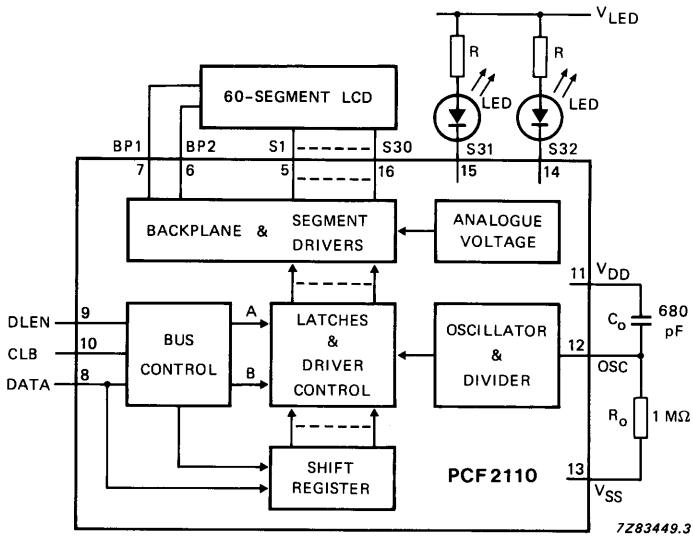 V LED
R
R
LED
LED
60-SEGMENT LCD
BP1
BP2
S1
S30
S31
S32
7
6
5
16
15
14
BACKPLANE & SEGMENT DRIVERS
ANALOGUE
VOLTAGE
11
VDD
Co
680
pF
DLEN
9
CLB
10
DATA
8
BUS
CONTROL
A
B
LATCHES
&
DRIVER
CONTROL
OSCILLATOR
&
DIVIDER
12
OSC
Ro
1 MΩ
SHIFT
REGISTER
PCF2110
13
VSS
7Z83449.3